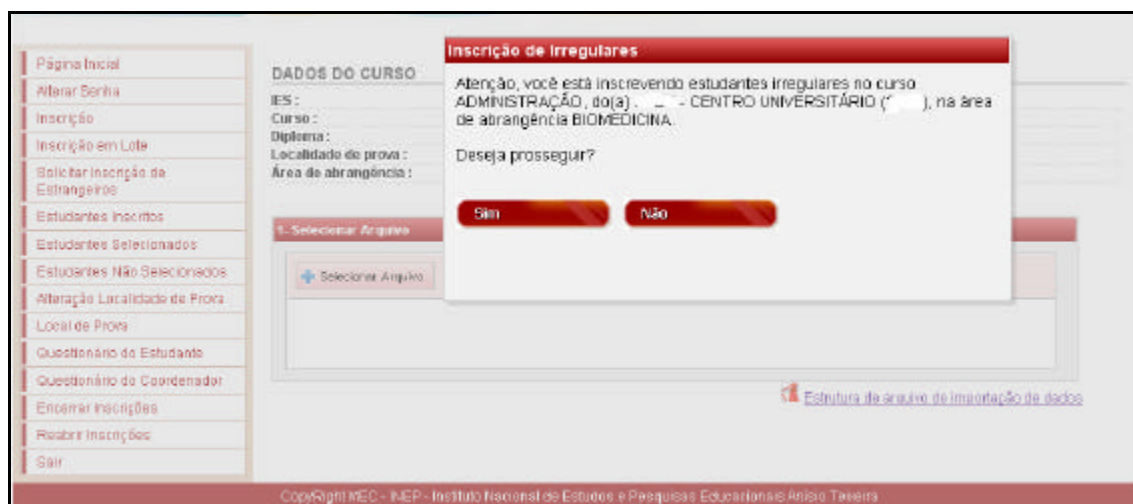 Página Inicial
Alterar Senha
Inscrição
Inscrição em Lote
Solicitar Inscrição de
Estrangeiros
Estudantes Inscritos
Estudantes Selecionados
Estudantes Não Selecionados
Alteração Localidade de Prova
Local de Prova
Questionário do Estudante
Questionário do Coordenador
Encerrar Inscrições
Reabrir Inscrições
Sair
DADOS DO CURSO
IES :
Curso :
Diploma :
Localidade de prova :
Área de abrangência :
Inscrição de Irregulares
Atenção, você está inscrevendo estudantes irregulares no curso
ADMINISTRAÇÃO, do(a) - CENTRO UNIVERSITÁRIO ( ), na área
de abrangência BIOMEDICINA.
Deseja prosseguir?
Sim
Não
1- Selecionar Arquivo
Selecionar Arquivo
Estrutura de arquivo de importação de dados
CopyRight MEC - INEP - Instituto Nacional de Estudos e Pesquisas Educacionais Anísio Teixeira